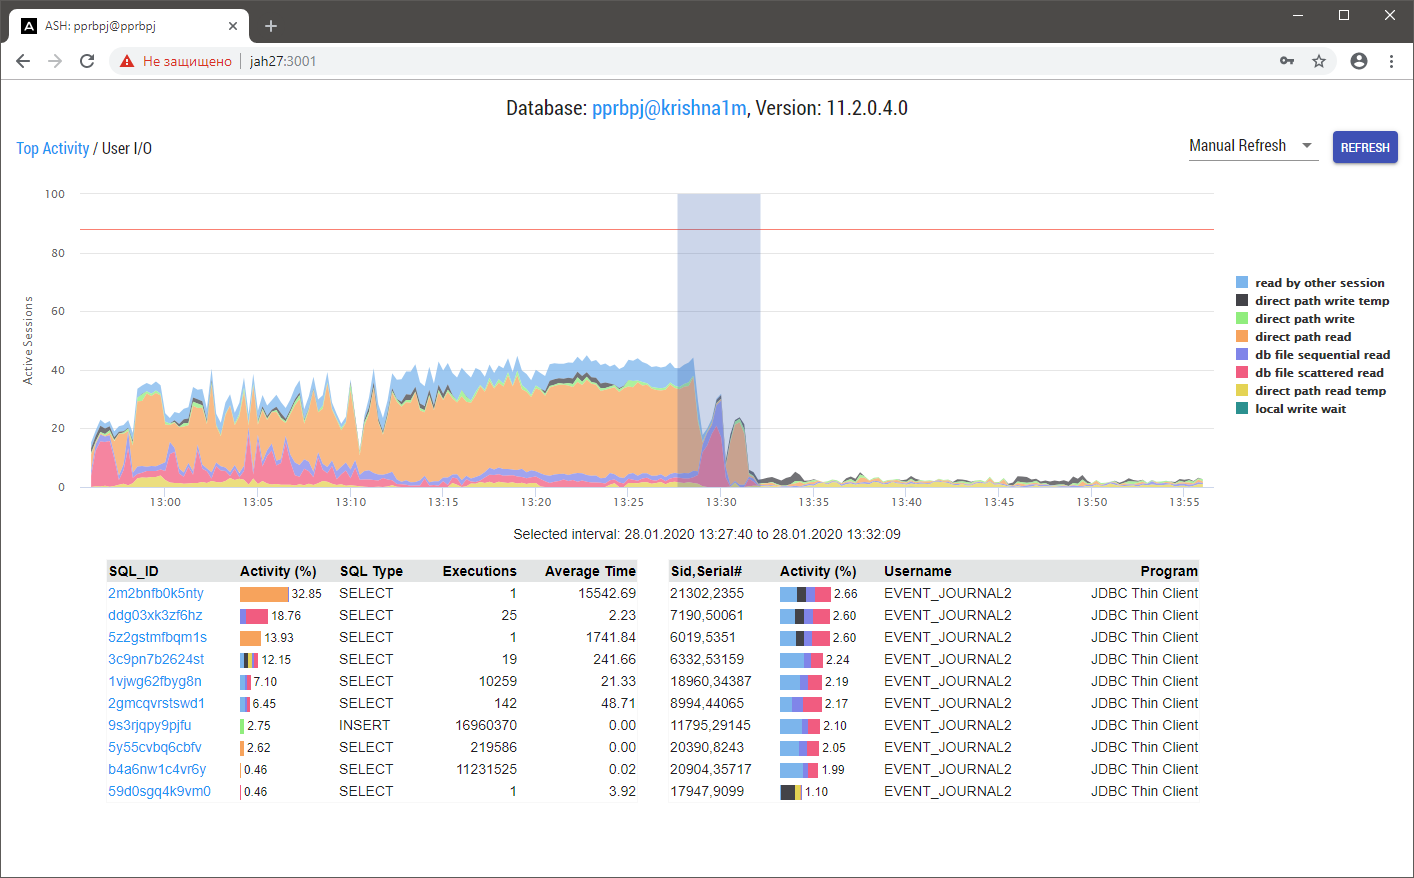 ASH: pprbpj@pprbpj
Не защищено jah27:3001
Database: pprbpj@krishna1m, Version: 11.2.0.4.0
Top Activity / User I/O
Manual Refresh REFRESH
100
80
60
40
20
0
Active Sessions
13:00 13:05 13:10 13:15 13:20 13:25 13:30 13:35 13:40 13:45 13:50 13:55
read by other session
direct path write temp
direct path write
direct path read
db file sequential read
db file scattered read
direct path read temp
local write wait
Selected interval: 28.01.2020 13:27:40 to 28.01.2020 13:32:09
SQL_ID Activity (%) SQL Type Executions Average Time
2m2bnfb0k5nty 32.85 SELECT 1 15542.69
ddg03xk3zf6hz 18.76 SELECT 25 2.23
5z2gstmfbqm1s 13.93 SELECT 1 1741.84
3c9pn7b2624st 12.15 SELECT 19 241.66
1vjwg62fbyg8n 7.10 SELECT 10259 21.33
2gmcqvrstswd1 6.45 SELECT 142 48.71
9s3rjqpy9pjfu 2.75 INSERT 16960370 0.00
5y55cvbq6cbfv 2.62 SELECT 219586 0.00
b4a6nw1c4vr6y 0.46 SELECT 11231525 0.02
59d0sgq4k9vm0 0.46 SELECT 1 3.92
Sid,Serial# Activity (%) Username Program
21302,2355 2.66 EVENT_JOURNAL2 JDBC Thin Client
7190,50061 2.60 EVENT_JOURNAL2 JDBC Thin Client
6019,5351 2.60 EVENT_JOURNAL2 JDBC Thin Client
6332,53159 2.24 EVENT_JOURNAL2 JDBC Thin Client
18960,34387 2.19 EVENT_JOURNAL2 JDBC Thin Client
8994,44065 2.17 EVENT_JOURNAL2 JDBC Thin Client
11795,29145 2.10 EVENT_JOURNAL2 JDBC Thin Client
20390,8243 2.05 EVENT_JOURNAL2 JDBC Thin Client
20904,35717 1.99 EVENT_JOURNAL2 JDBC Thin Client
17947,9099 1.10 EVENT_JOURNAL2 JDBC Thin Client